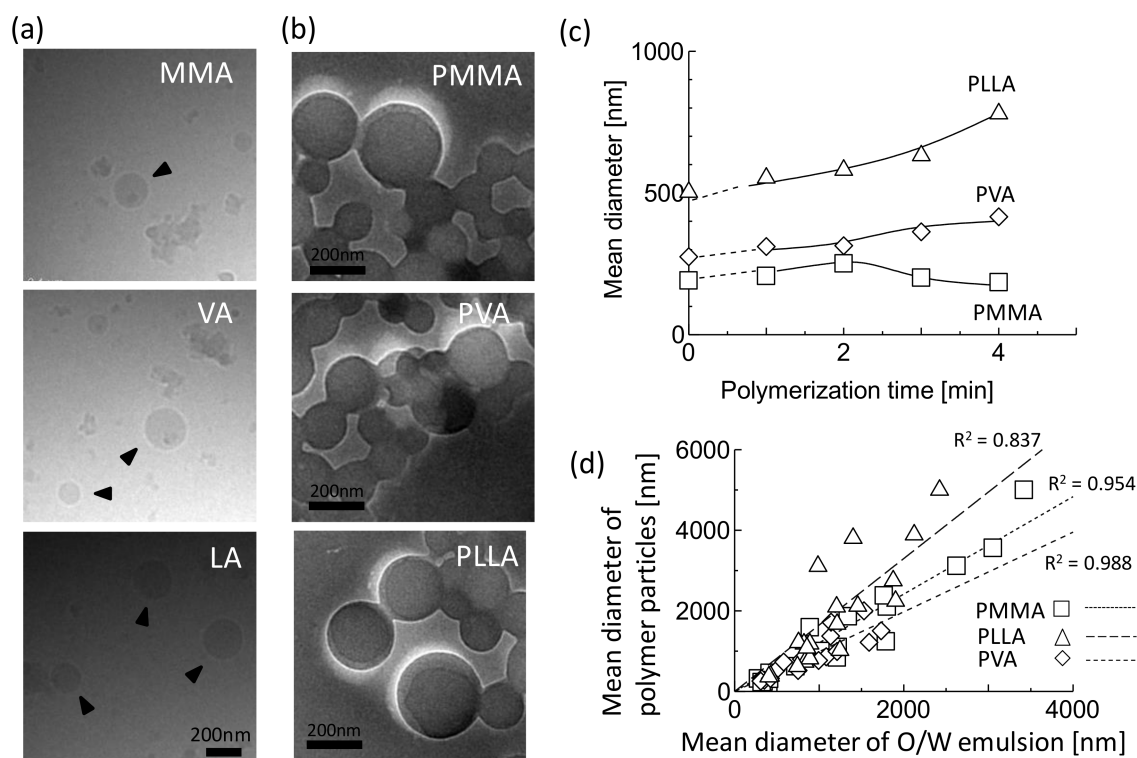 (a)
MMA
VA
LA
200nm
(b)
PMMA
200nm
PVA
200nm
PLLA
200nm
(c)
1000
500
0
Mean diameter [nm]
0
2
4
Polymerization time [min]
PLLA
PVA
PMMA
(d)
6000
4000
2000
0
Mean diameter of
polymer particles [nm]
0
2000
4000
Mean diameter of O/W emulsion [nm]
R² = 0.837
R² = 0.954
R² = 0.988
PMMA
PLLA
PVA